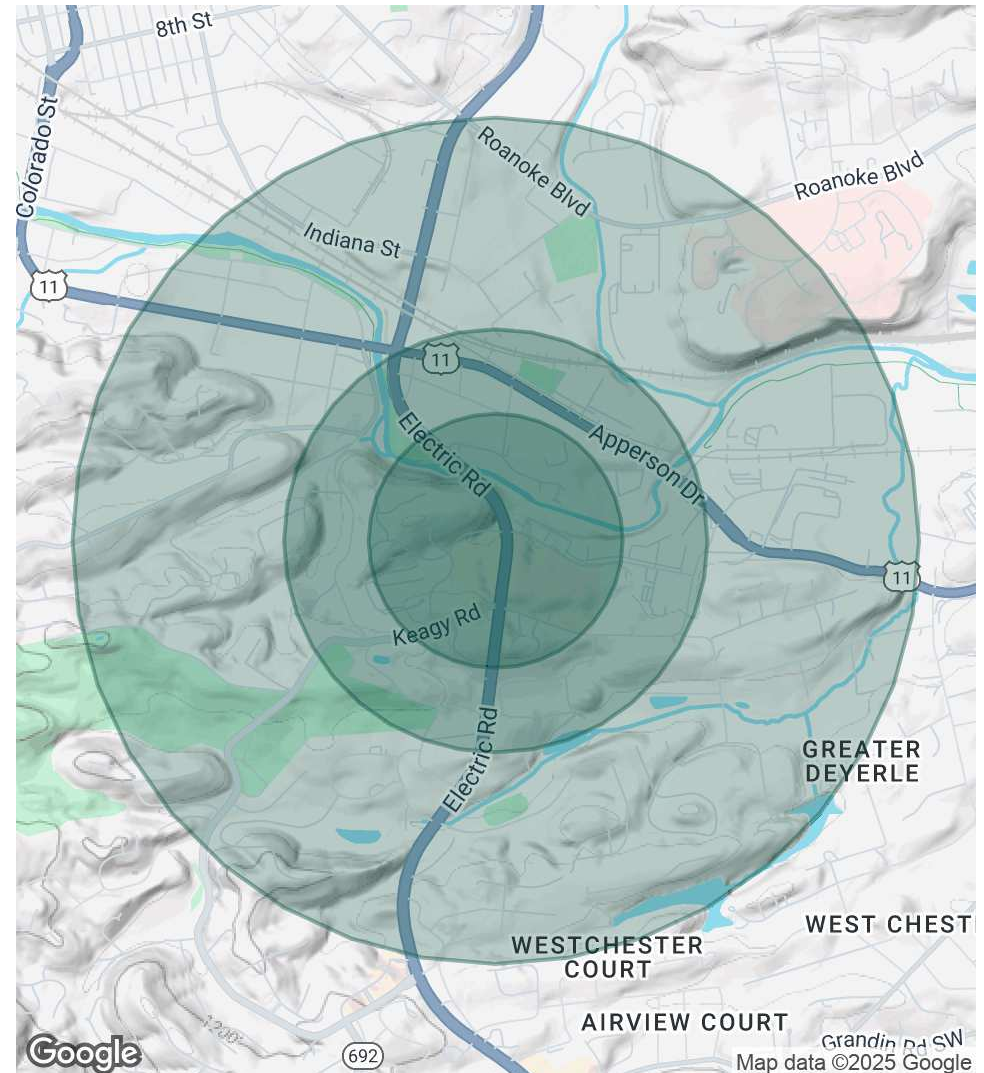 8th St
Colorado St
Roanoke Blvd
Roanoke Blvd
Indiana St
11
11
Electric Rd
Apperson Dr
11
Keagy Rd
Electric Rd
GREATER
DEYERLE
WEST CHEST
WESTCHESTER
COURT
AIRVIEW COURT
1200'
Grandin Rd SW
Google
692
Map data ©2025 Google